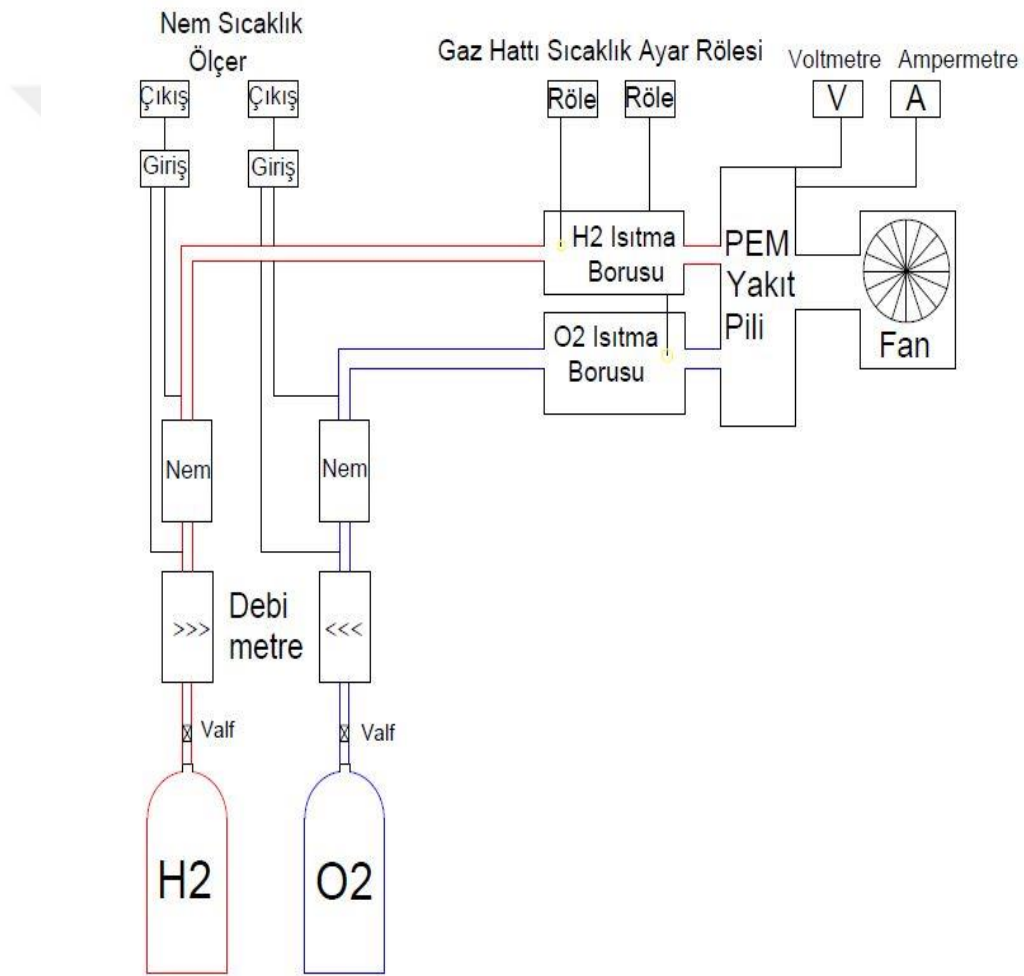 Nem Sıcaklık
Ölçer
Gaz Hattı Sıcaklık Ayar Rölesi
Voltmetre Ampermetre
Çıkış Çıkış Röle Röle V A
Giriş Giriş
H2 Isıtma
Borusu
PEM
Yakıt
Pili
O2 Isıtma
Borusu
Fan
Nem Nem
Debi
metre
>>> <<<
Valf Valf
H2 O2